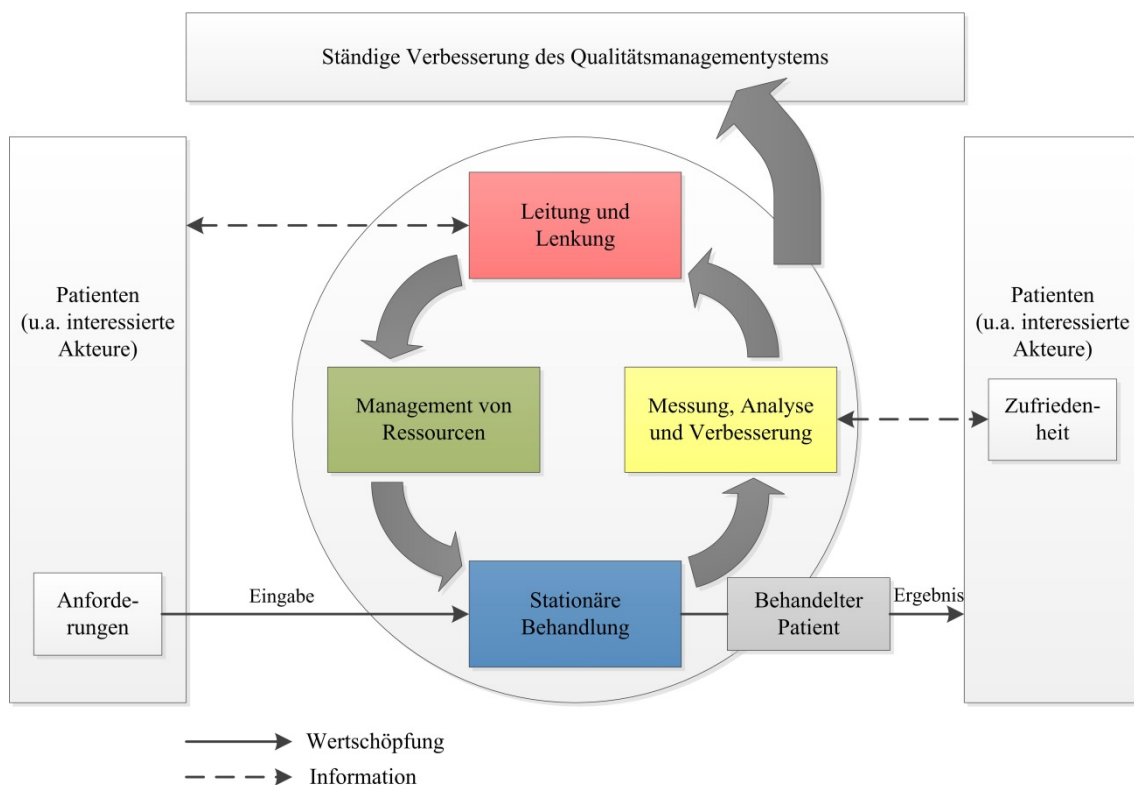 Ständige Verbesserung des Qualitätsmanagementystems
Leitung und
Lenkung
Patienten
(u.a. interessierte
Akteure)
Patienten
(u.a. interessierte
Akteure)
Management von
Ressourcen
Messung, Analyse
und Verbesserung
Zufrieden-
heit
Anforde-
rungen
Eingabe
Stationäre
Behandlung
Behandelter
Patient
Ergebnis
Wertschöpfung
Information